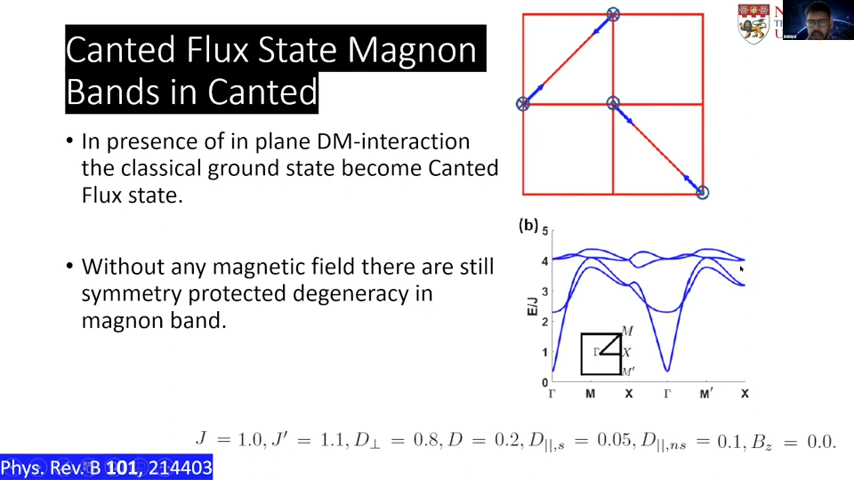 Canted Flux State Magnon
Bands in Canted
• In presence of in plane DM-interaction
the classical ground state become Canted
Flux state.
• Without any magnetic field there are still
symmetry protected degeneracy in
magnon band.
(b)
5
4
3
2
1
0
E/J
M
Γ
X
M′
Γ M X Γ M′ X
J = 1.0, J′ = 1.1, D⊥ = 0.8, D = 0.2, D||,s = 0.05, D||,ns = 0.1, Bz = 0.0.
Phys. Rev. B 101, 214403